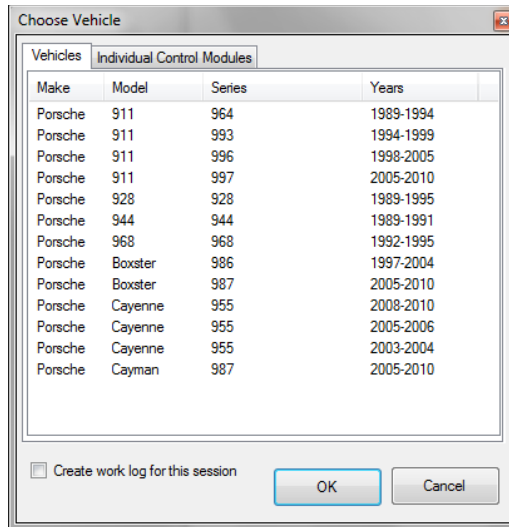 Choose Vehicle
Vehicles Individual Control Modules
Make Model Series Years
Porsche 911 964 1989-1994
Porsche 911 993 1994-1999
Porsche 911 996 1998-2005
Porsche 911 997 2005-2010
Porsche 928 928 1989-1995
Porsche 944 944 1989-1991
Porsche 968 968 1992-1995
Porsche Boxster 986 1997-2004
Porsche Boxster 987 2005-2010
Porsche Cayenne 955 2008-2010
Porsche Cayenne 955 2005-2006
Porsche Cayenne 955 2003-2004
Porsche Cayman 987 2005-2010
Create work log for this session
OK Cancel